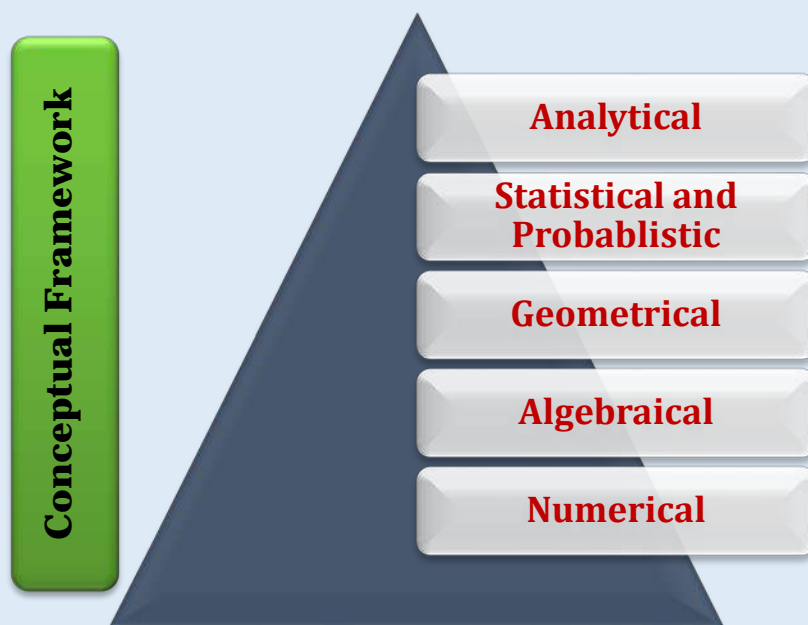 Conceptual Framework
Analytical
Statistical and
Probablistic
Geometrical
Algebraical
Numerical